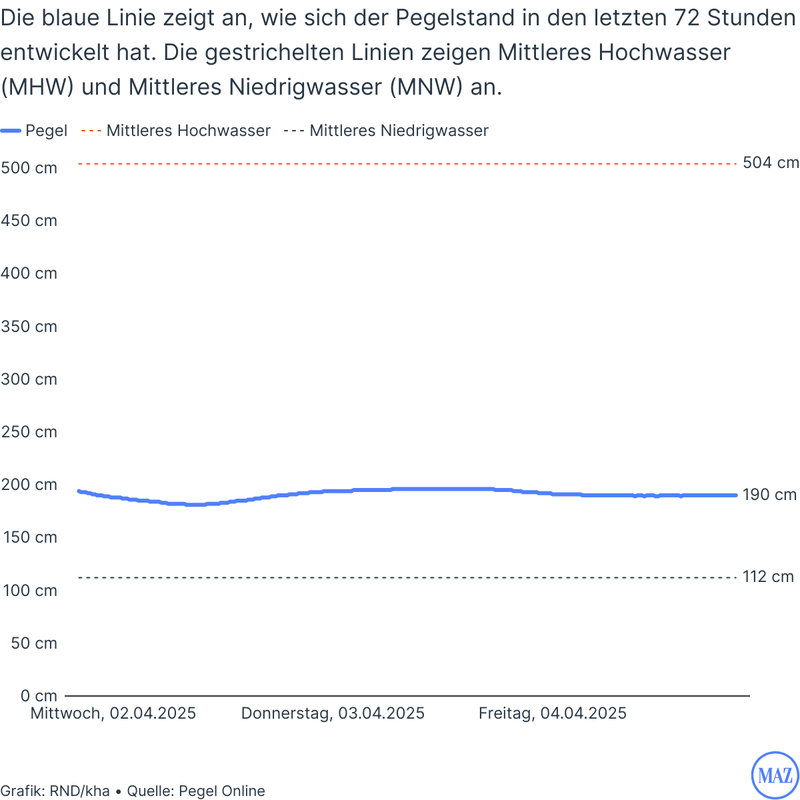 Die blaue Linie zeigt an, wie sich der Pegelstand in den letzten 72 Stunden
entwickelt hat. Die gestrichelten Linien zeigen Mittleres Hochwasser
(MHW) und Mittleres Niedrigwasser (MNW) an.
Pegel --- Mittleres Hochwasser --- Mittleres Niedrigwasser
500 cm
504 cm
450 cm
400 cm
350 cm
300 cm
250 cm
200 cm
190 cm
150 cm
112 cm
100 cm
50 cm
0 cm
Mittwoch, 02.04.2025 Donnerstag, 03.04.2025 Freitag, 04.04.2025
MAZ
Grafik: RND/kha • Quelle: Pegel Online